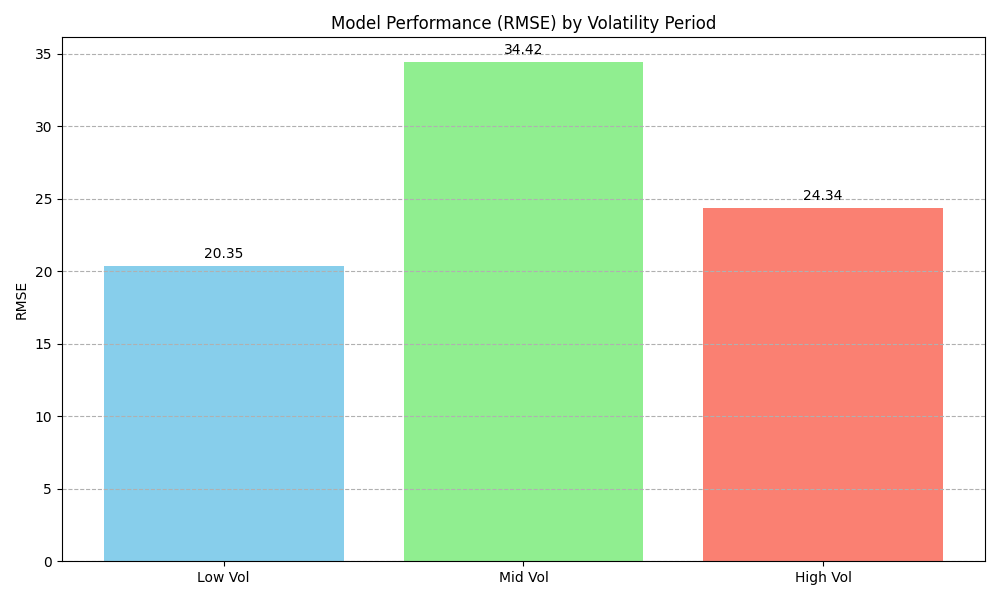 Model Performance (RMSE) by Volatility Period
RMSE
35
30
25
20
15
10
5
0
34.42
24.34
20.35
Low Vol
Mid Vol
High Vol